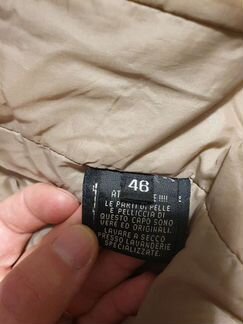 46
LE PARTI DI PELLE
E PELLICCIA DI
QUESTO CAPO SONO
VERE ED ORIGINALI.
LAVARE A SECCO
PRESSO LAVANDERIE
SPECIALIZZATE.